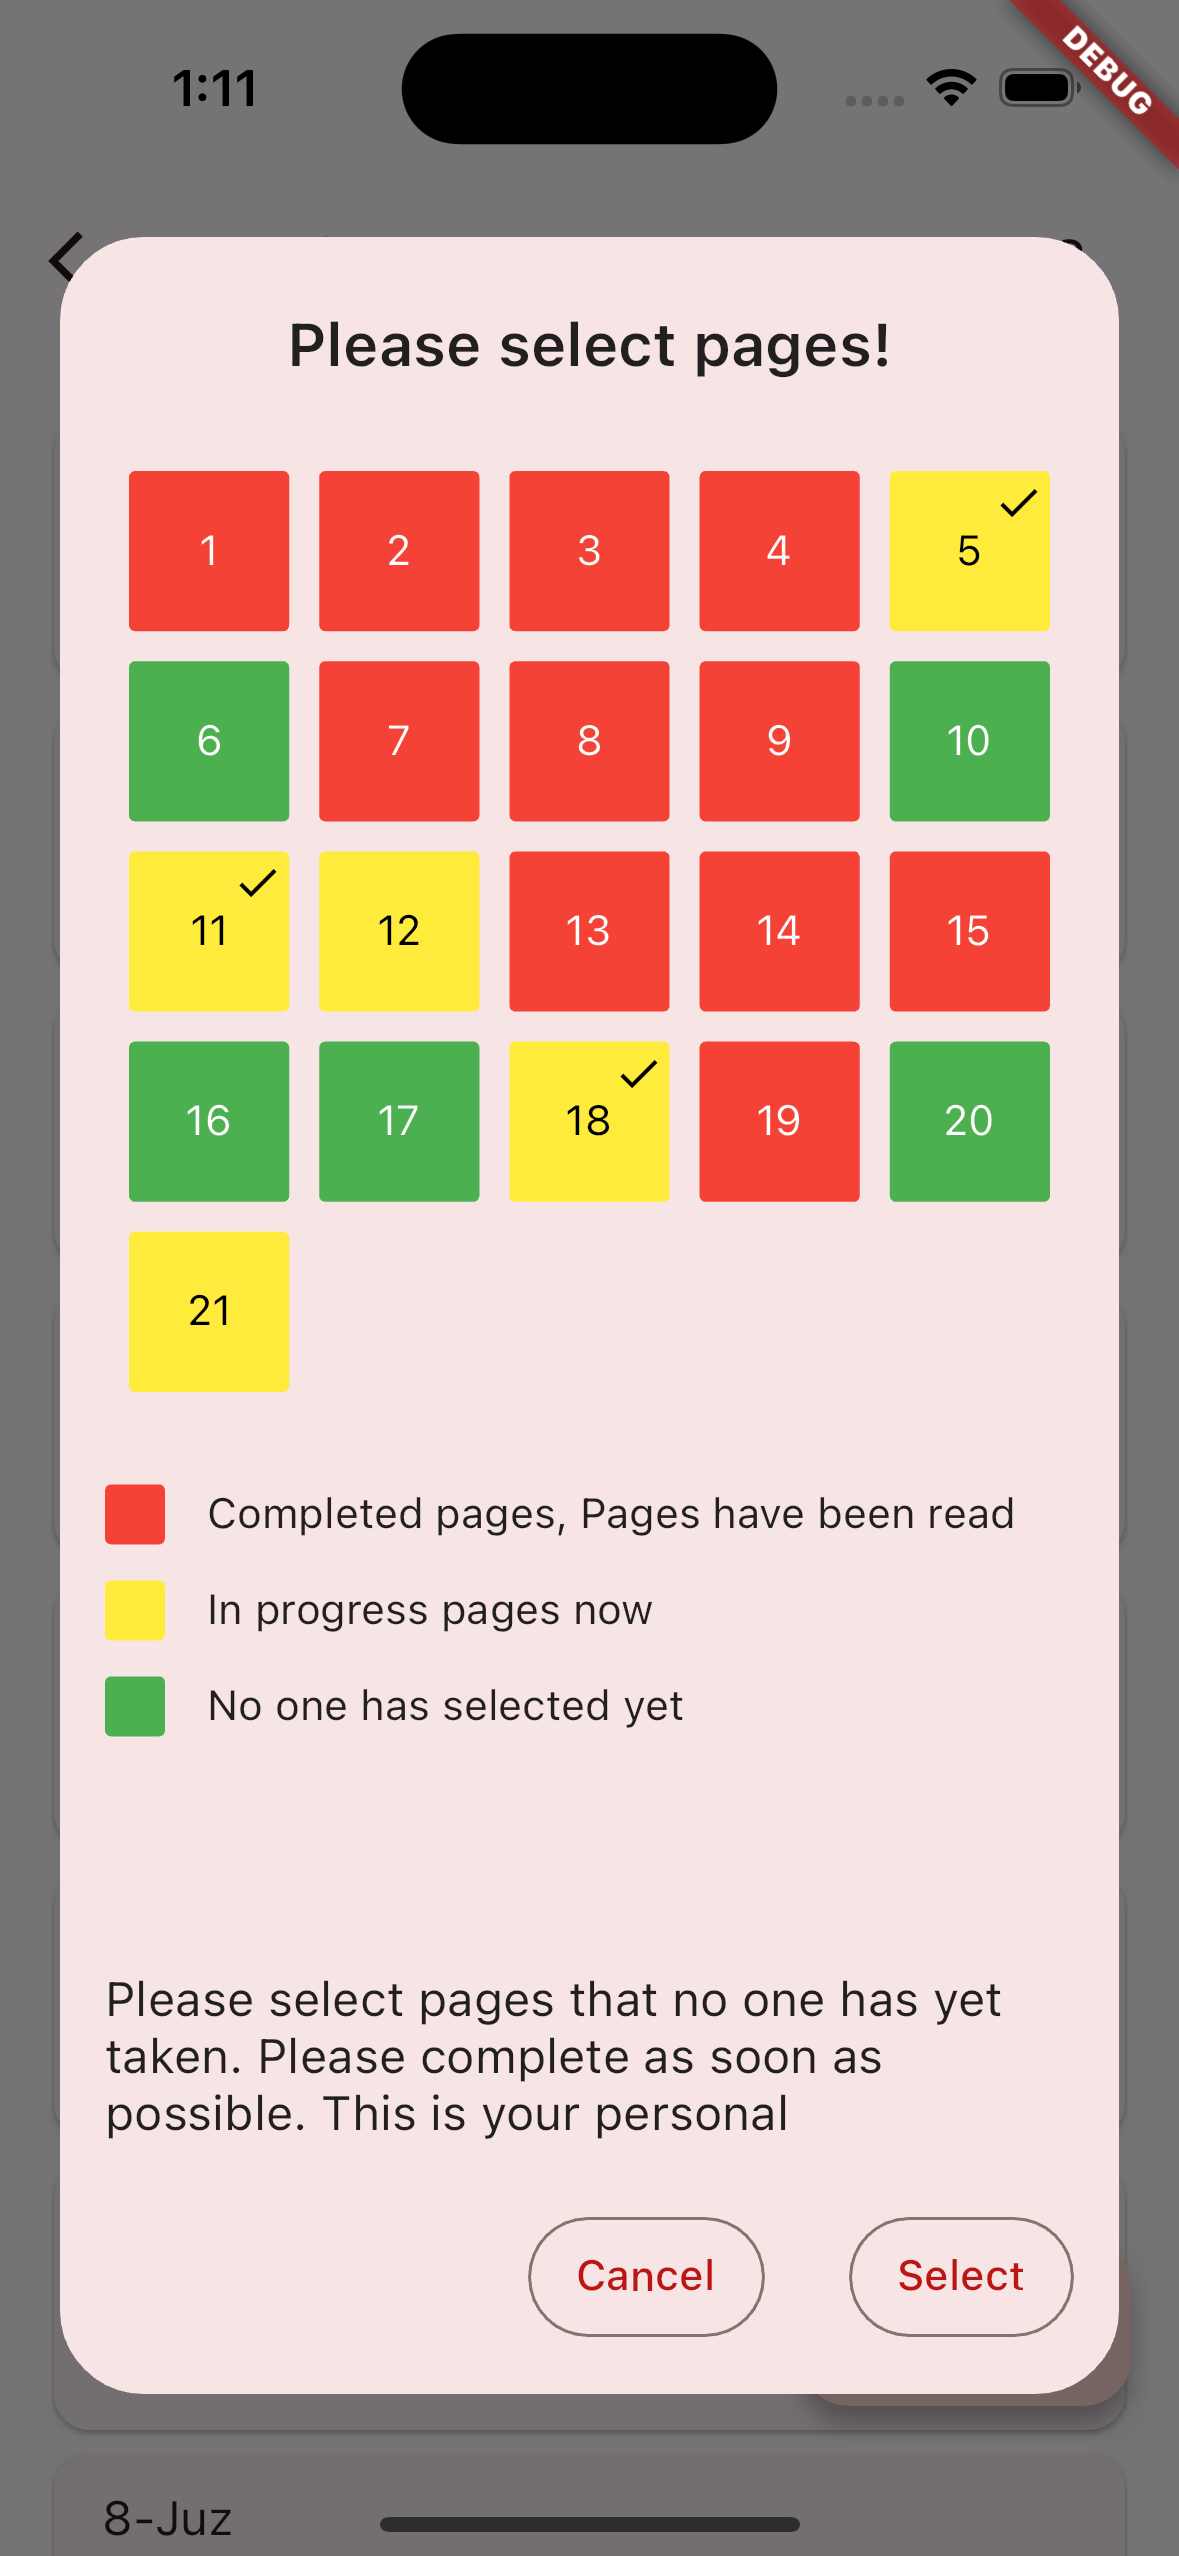 1:11
DEBUG
Please select pages!
1 2 3 4 5
6 7 8 9 10
11 12 13 14 15
16 17 18 19 20
21
Completed pages, Pages have been read
In progress pages now
No one has selected yet
Please select pages that no one has yet
taken. Please complete as soon as
possible. This is your personal
Cancel Select
8-Juz